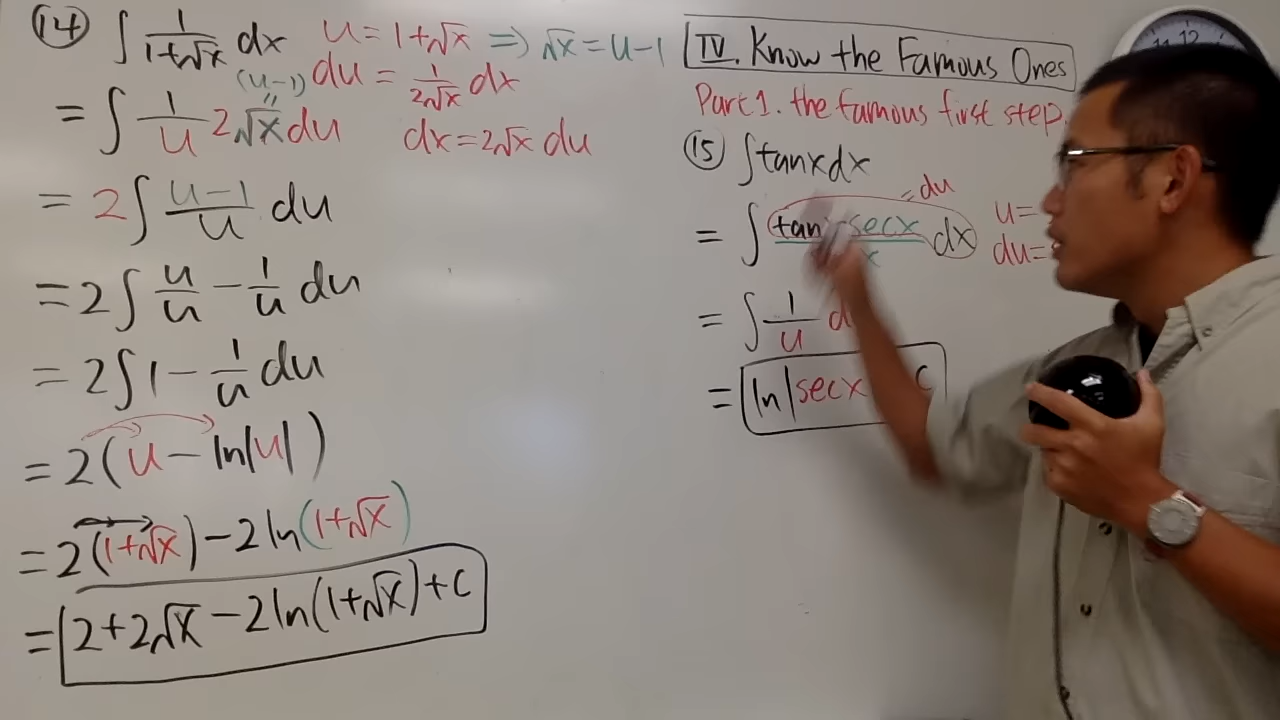 (14) ∫ 1/(1+√x) dx u = 1+√x ⇒ √x = u-1
(u-1) du = 1/(2√x) dx
= ∫ 1/u 2√x du dx = 2√x du
= 2∫ (u-1)/u du
= 2∫ u/u - 1/u du
= 2∫ 1 - 1/u du
= 2(u - ln|u|)
= 2(1+√x) - 2ln(1+√x)
= 2+2√x - 2ln(1+√x)+C
IV. Know the Famous Ones
Part 1. the famous first step.
(15) ∫tanxdx
= du
= ∫ tan secx dx
u=
du=
= ∫ 1/u d
= ln|secx C
11 12